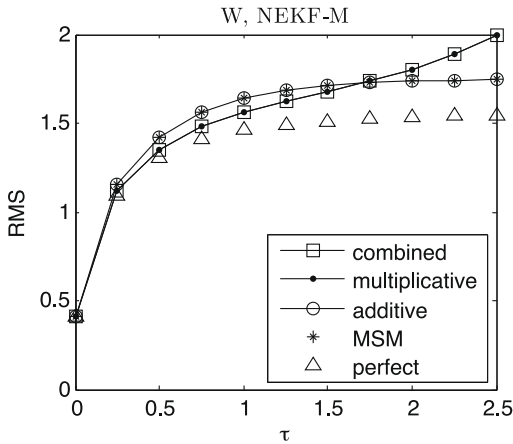 W, NEKF-M
2
1.5
1
0.5
0
RMS
combined
multiplicative
additive
MSM
perfect
0
0.5
1
1.5
2
2.5
τ